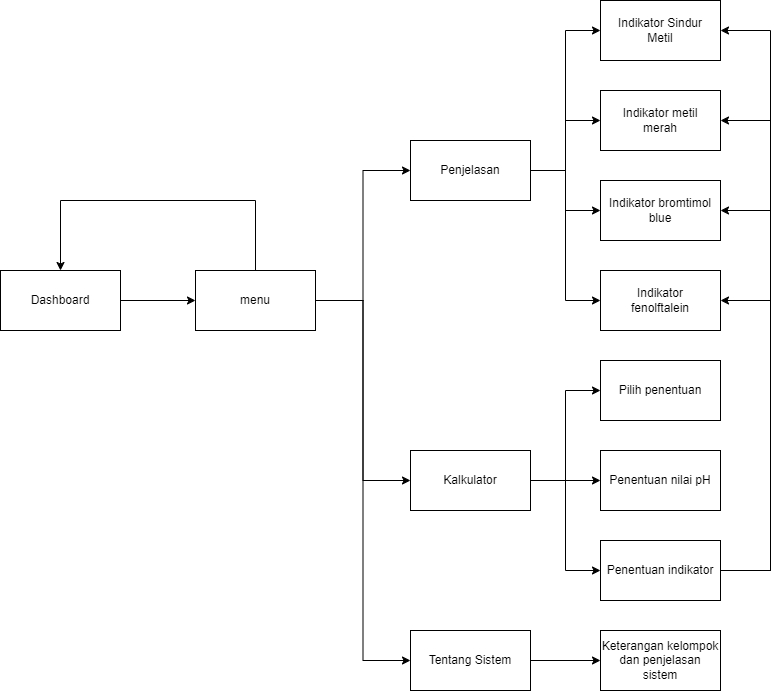 Indikator Sindur
Metil
Indikator metil
merah
Penjelasan
Indikator bromtimol
blue
Dashboard
menu
Indikator
fenolftalein
Pilih penentuan
Kalkulator
Penentuan nilai pH
Penentuan indikator
Tentang Sistem
Keterangan kelompok
dan penjelasan
sistem